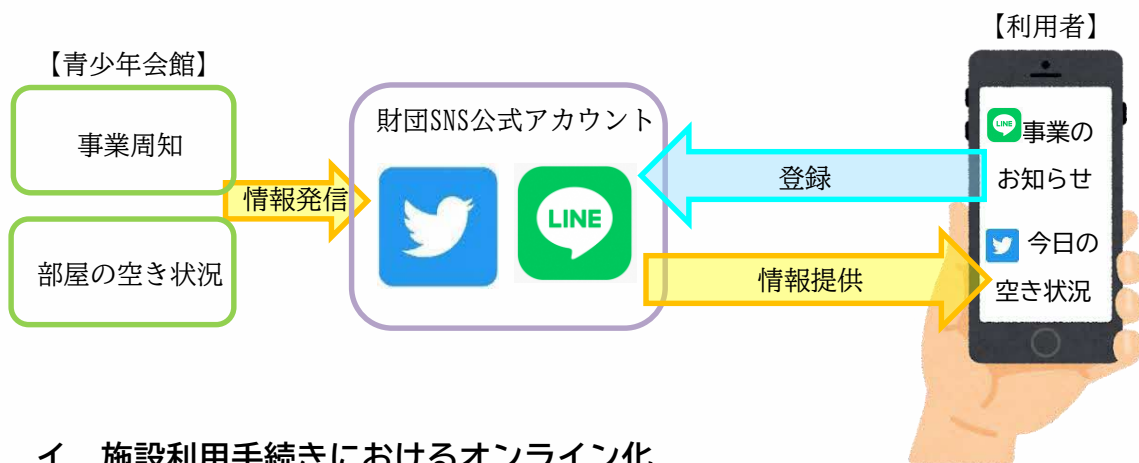 【利用者】
【青少年会館】
事業周知
部屋の空き状況
情報発信
財団SNS公式アカウント
LINE
登録
情報提供
LINE
事業の
お知らせ
今日の
空き状況
イ 施設利用手続きにおけるオンライン化